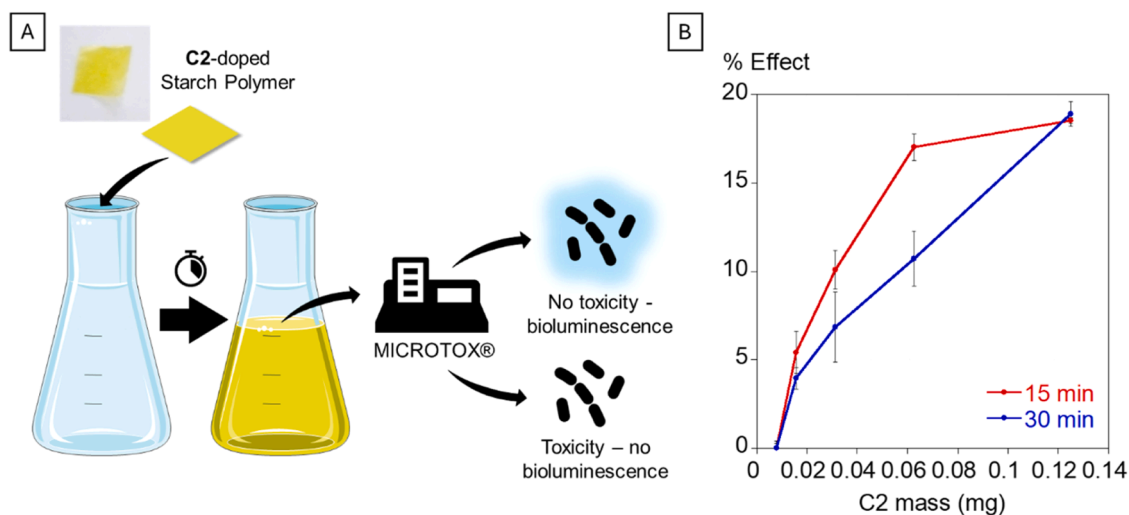 A
C2-doped
Starch Polymer
MICROTOX®
No toxicity -
bioluminescence
Toxicity – no
bioluminescence
B
% Effect
20
15
10
5
0
15 min
30 min
0 0.02 0.04 0.06 0.08 0.1 0.12 0.14
C2 mass (mg)